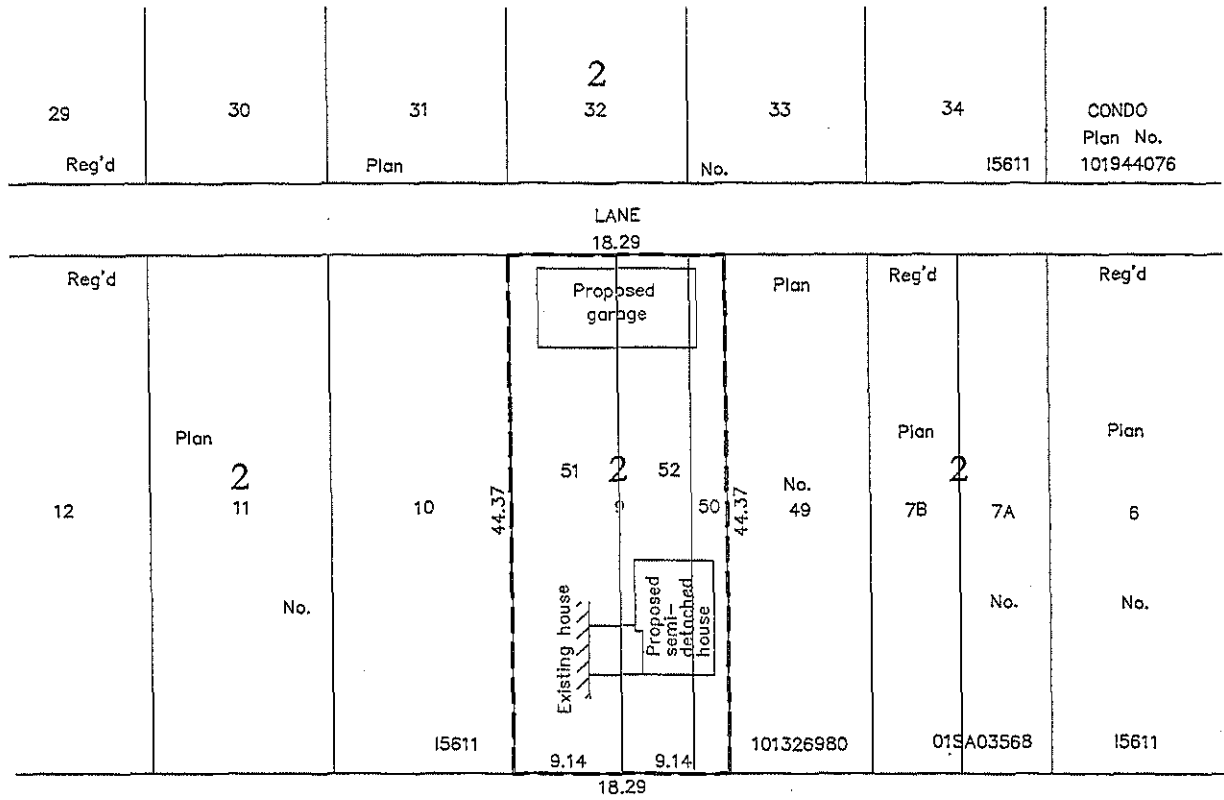 2
29
30
31
32
33
34
CONDO
Plan No.
Reg'd
Plan
No.
I5611
101944076
LANE
18.29
Reg'd
Proposed
garage
Plan
Reg'd
Reg'd
Plan
Plan
Plan
2
51
2
52
No.
2
12
11
10
44.37
9
50
44.37
49
7B
7A
6
No.
Existing house
Proposed
semi-
detached
house
No.
No.
I5611
9.14
9.14
101326980
01SA03568
I5611
18.29